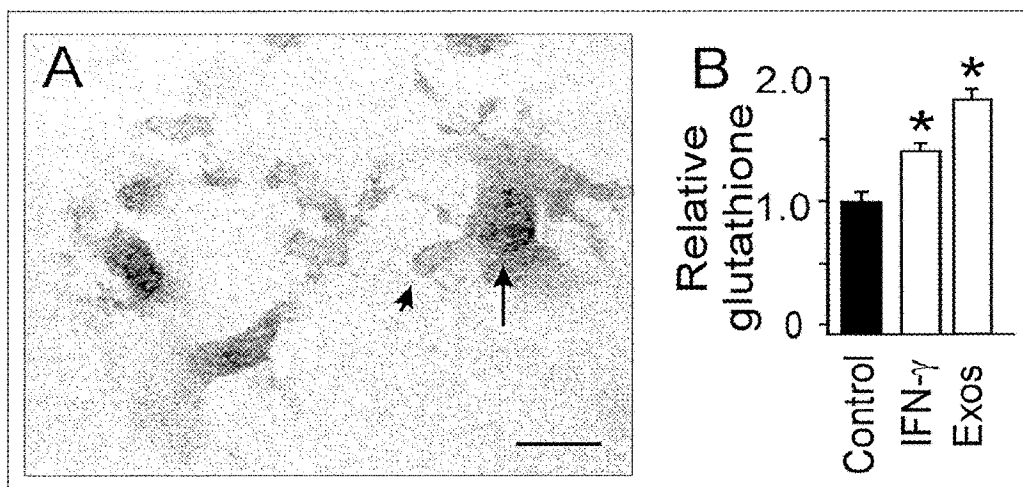 A
B
Relative
glutathione
2.0
1.0
0
*
*
Control
IFN-γ
Exos